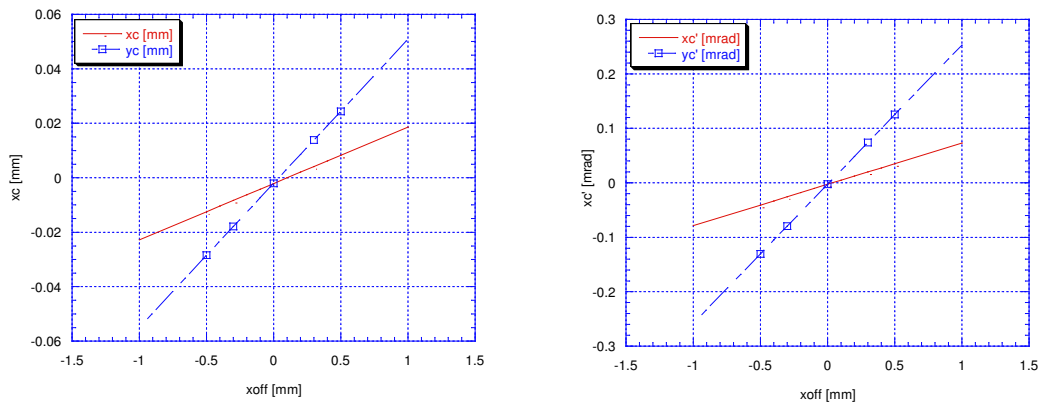 xc [mm]
yc [mm]
0.06
0.04
0.02
0
-0.02
-0.04
-0.06
xc [mm]
-1.5 -1 -0.5 0 0.5 1 1.5
xoff [mm]
xc' [mrad]
yc' [mrad]
0.3
0.2
0.1
0
-0.1
-0.2
-0.3
xc' [mrad]
-1.5 -1 -0.5 0 0.5 1 1.5
xoff [mm]